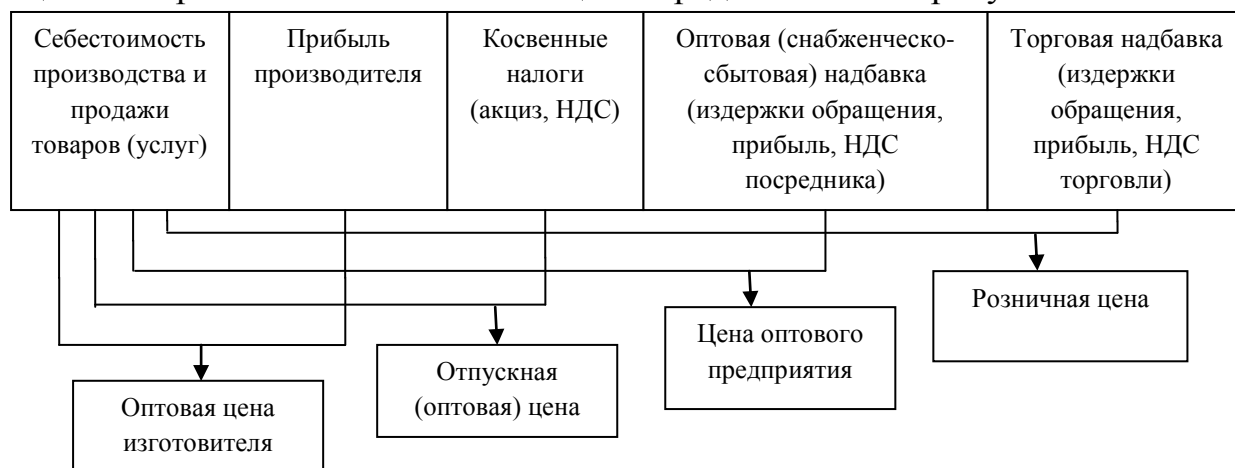 Себестоимость
производства и
продажи
товаров (услуг)
Прибыль
производителя
Косвенные
налоги
(акциз, НДС)
Оптовая (снабженческо-
сбытовая) надбавка
(издержки обращения,
прибыль, НДС
посредника)
Торговая надбавка
(издержки
обращения,
прибыль, НДС
торговли)
Розничная цена
Цена оптового
предприятия
Отпускная
(оптовая) цена
Оптовая цена
изготовителя